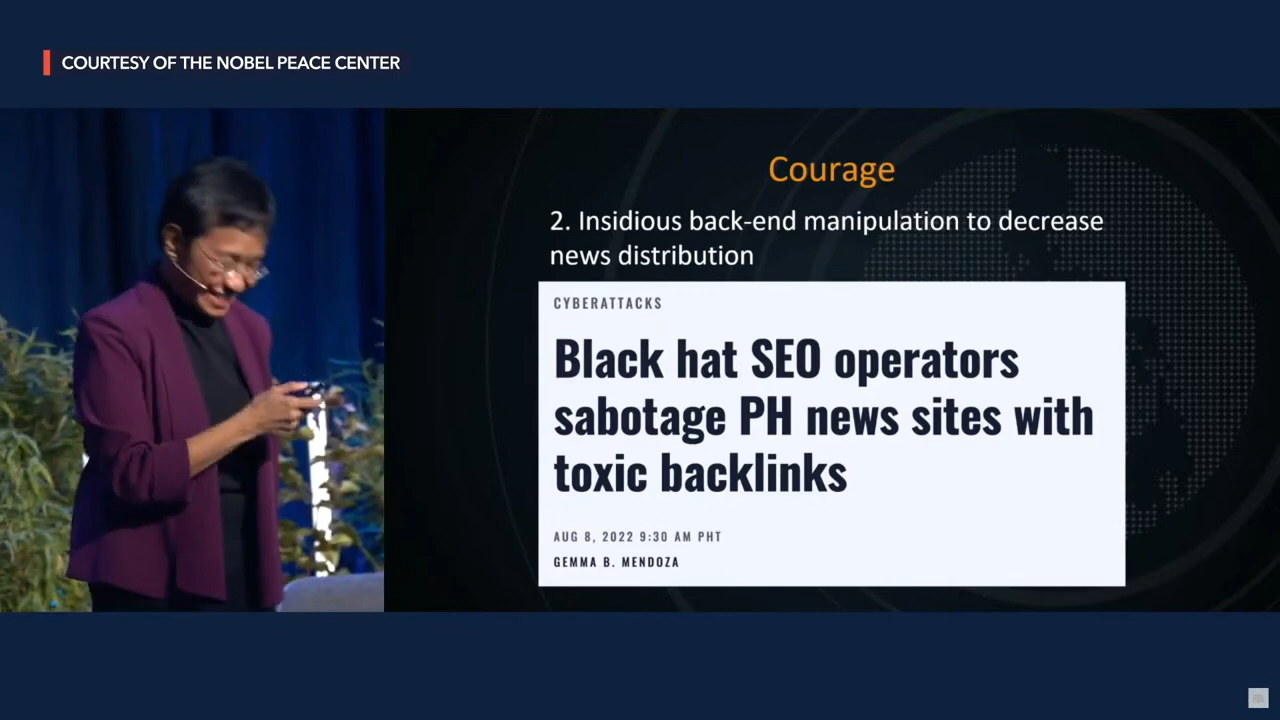 COURTESY OF THE NOBEL PEACE CENTER
Courage
2. Insidious back-end manipulation to decrease
news distribution
CYBERATTACKS
Black hat SEO operators
sabotage PH news sites with
toxic backlinks
AUG 8, 2022 9:30 AM PHT
GEMMA B. MENDOZA